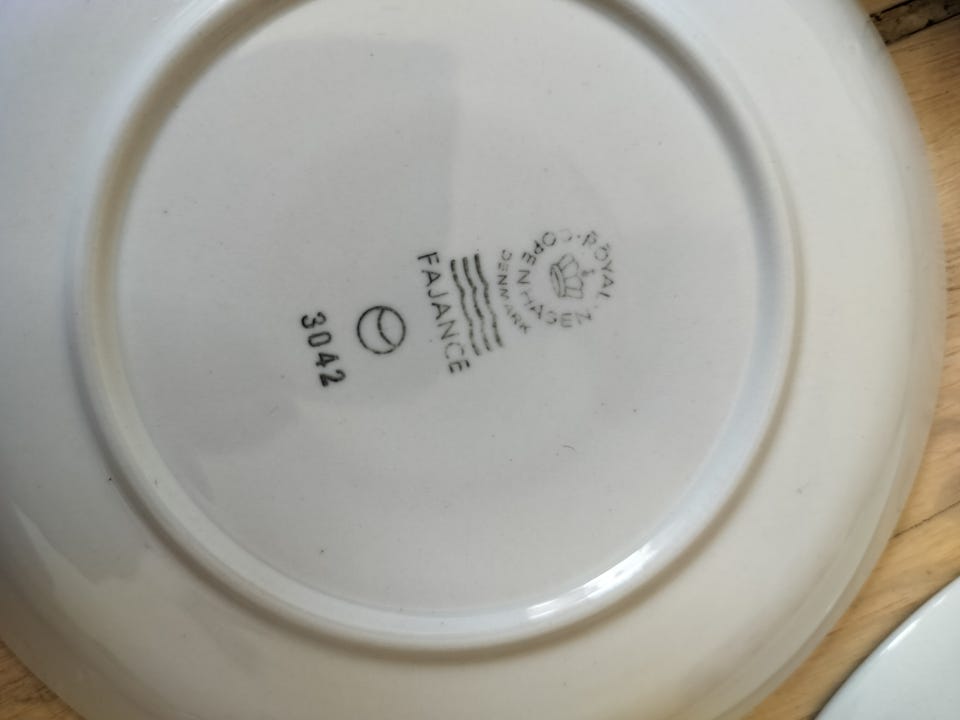 ROYAL COPENHAGEN
DENMARK
FAJANCE
3042